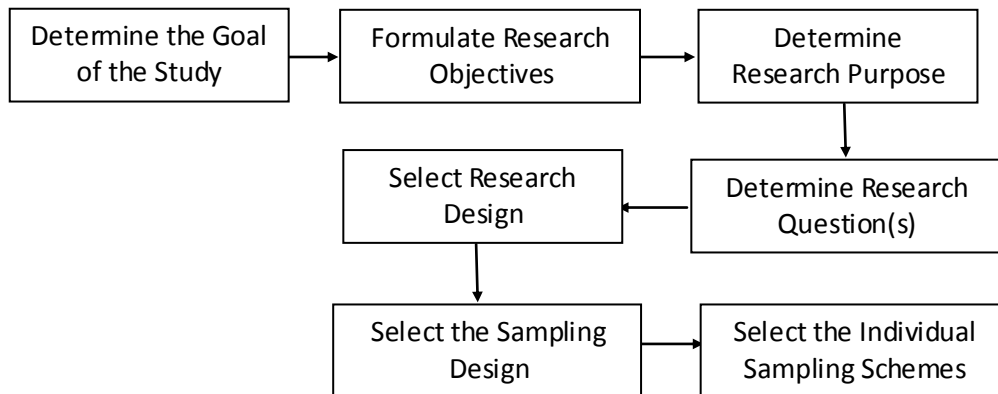 Determine the Goal
of the Study
Formulate Research
Objectives
Determine
Research Purpose
Determine Research
Question(s)
Select Research
Design
Select the Sampling
Design
Select the Individual
Sampling Schemes